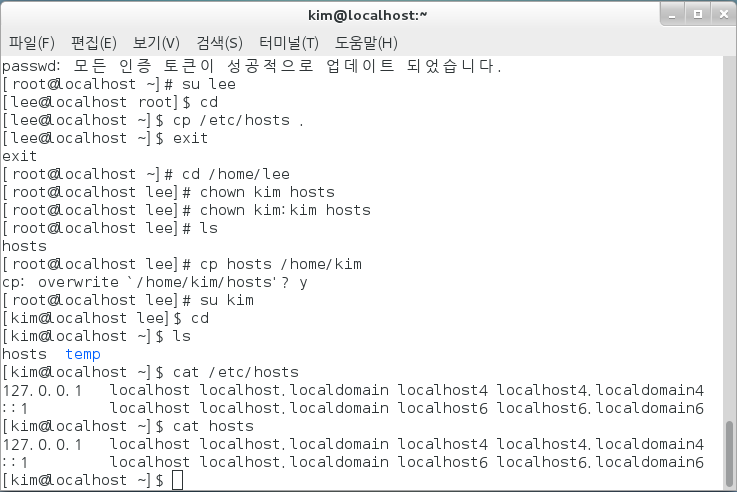 kim@localhost:~
파일(F) 편집(E) 보기(V) 검색(S) 터미널(T) 도움말(H)
passwd: 모든 인증 토큰이 성공적으로 업데이트 되었습니다.
[root@localhost ~]# su lee
[lee@localhost root]$ cd
[lee@localhost ~]$ cp /etc/hosts .
[lee@localhost ~]$ exit
exit
[root@localhost ~]# cd /home/lee
[root@localhost lee]# chown kim hosts
[root@localhost lee]# chown kim:kim hosts
[root@localhost lee]# ls
hosts
[root@localhost lee]# cp hosts /home/kim
cp: overwrite `/home/kim/hosts'? y
[root@localhost lee]# su kim
[kim@localhost lee]$ cd
[kim@localhost ~]$ ls
hosts temp
[kim@localhost ~]$ cat /etc/hosts
127.0.0.1 localhost localhost.localdomain localhost4 localhost4.localdomain4
::1 localhost localhost.localdomain localhost6 localhost6.localdomain6
[kim@localhost ~]$ cat hosts
127.0.0.1 localhost localhost.localdomain localhost4 localhost4.localdomain4
::1 localhost localhost.localdomain localhost6 localhost6.localdomain6
[kim@localhost ~]$